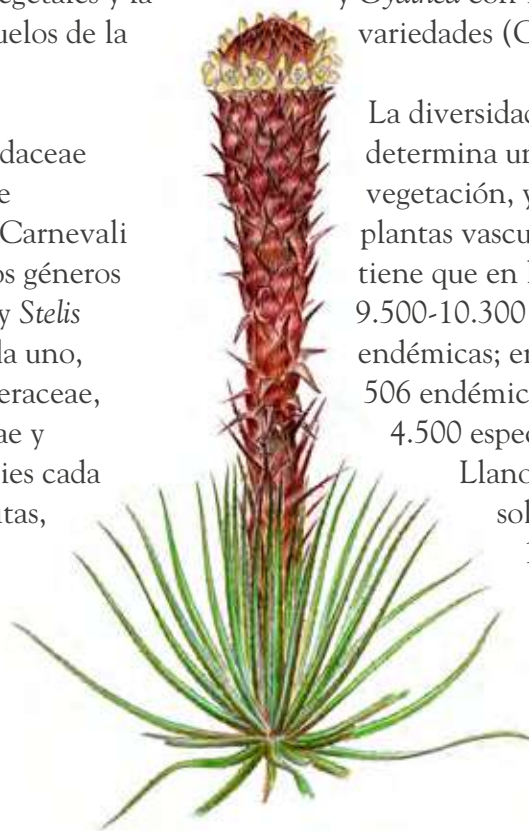 egetales y la
uelos de la
daceae
e
Carnevali
os géneros
y Stelis
la uno,
eraceae,
ae y
ies cada
itas,
y Cyathea con
variedades (C
La diversidad
determina un
vegetación, y
plantas vascu
tiene que en l
9.500-10.300
endémicas; en
506 endémic
4.500 espec
Llano
sol